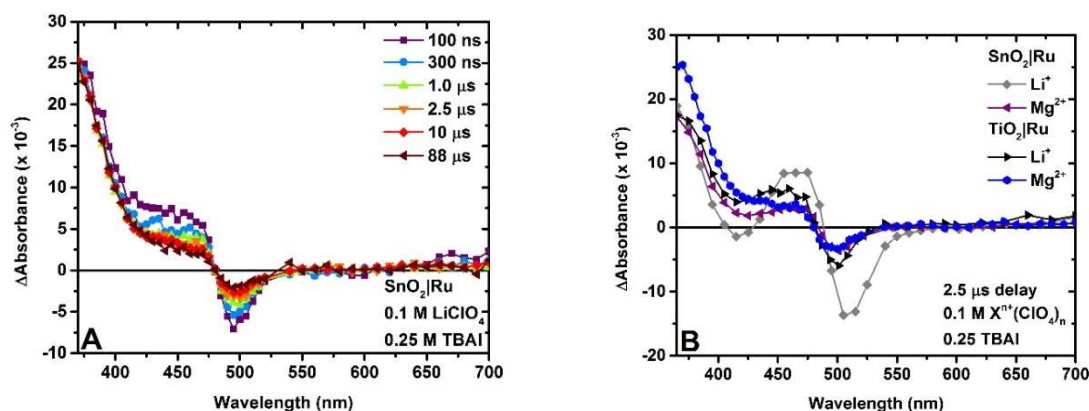 30
25
20
15
10
5
0
-5
-10
ΔAbsorbance (x 10-3)
100 ns
300 ns
1.0 μs
2.5 μs
10 μs
88 μs
SnO2|Ru
0.1 M LiClO4
0.25 M TBAI
A
400 450 500 550 600 650 700
Wavelength (nm)
30
20
10
0
-10
-20
ΔAbsorbance (x 10-3)
SnO2|Ru
Li+
Mg2+
TiO2|Ru
Li+
Mg2+
2.5 μs delay
0.1 M Xn+(ClO4)n
0.25 TBAI
B
400 450 500 550 600 650 700
Wavelength (nm)